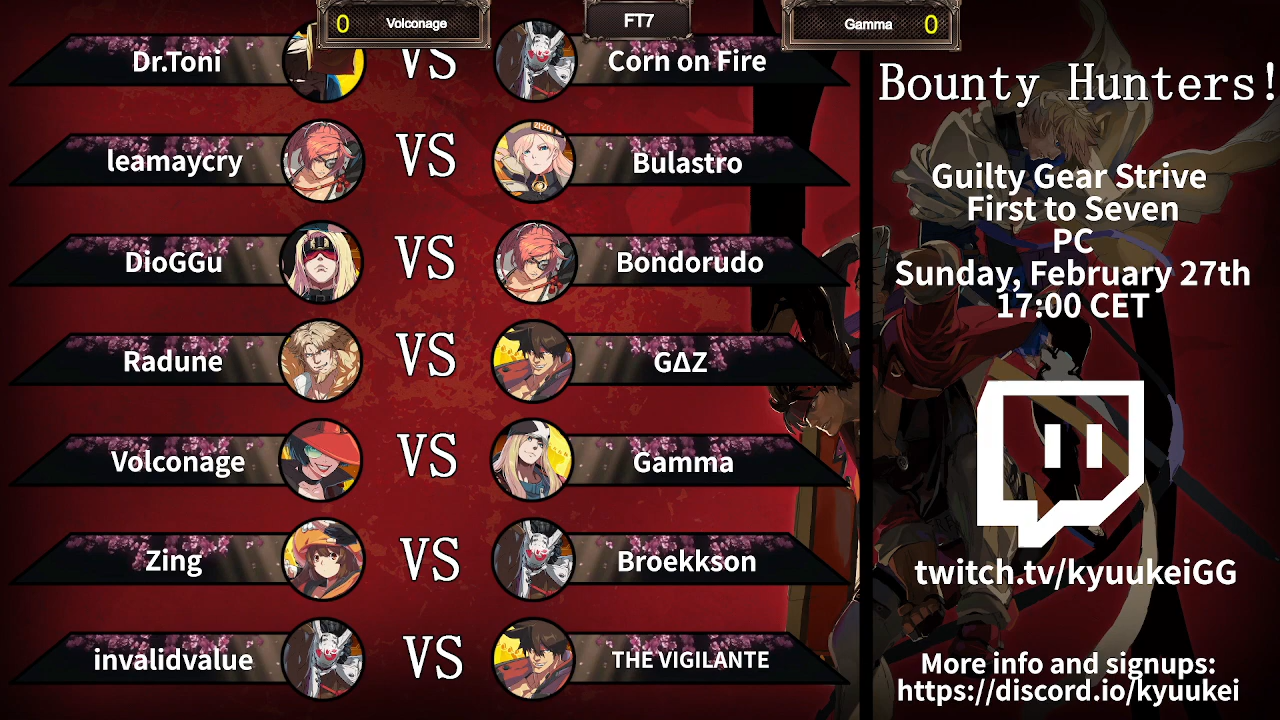 0 Volconage FT7 Gamma 0
Dr.Toni VS Corn on Fire
leamaycry VS Bulastro
DioGGu VS Bondorudo
Radune VS GΔZ
Volconage VS Gamma
Zing VS Broekkson
invalidvalue VS THE VIGILANTE
Bounty Hunters!
Guilty Gear Strive
First to Seven
PC
Sunday, February 27th
17:00 CET
twitch.tv/kyuukeiGG
More info and signups:
https://discord.io/kyuukei